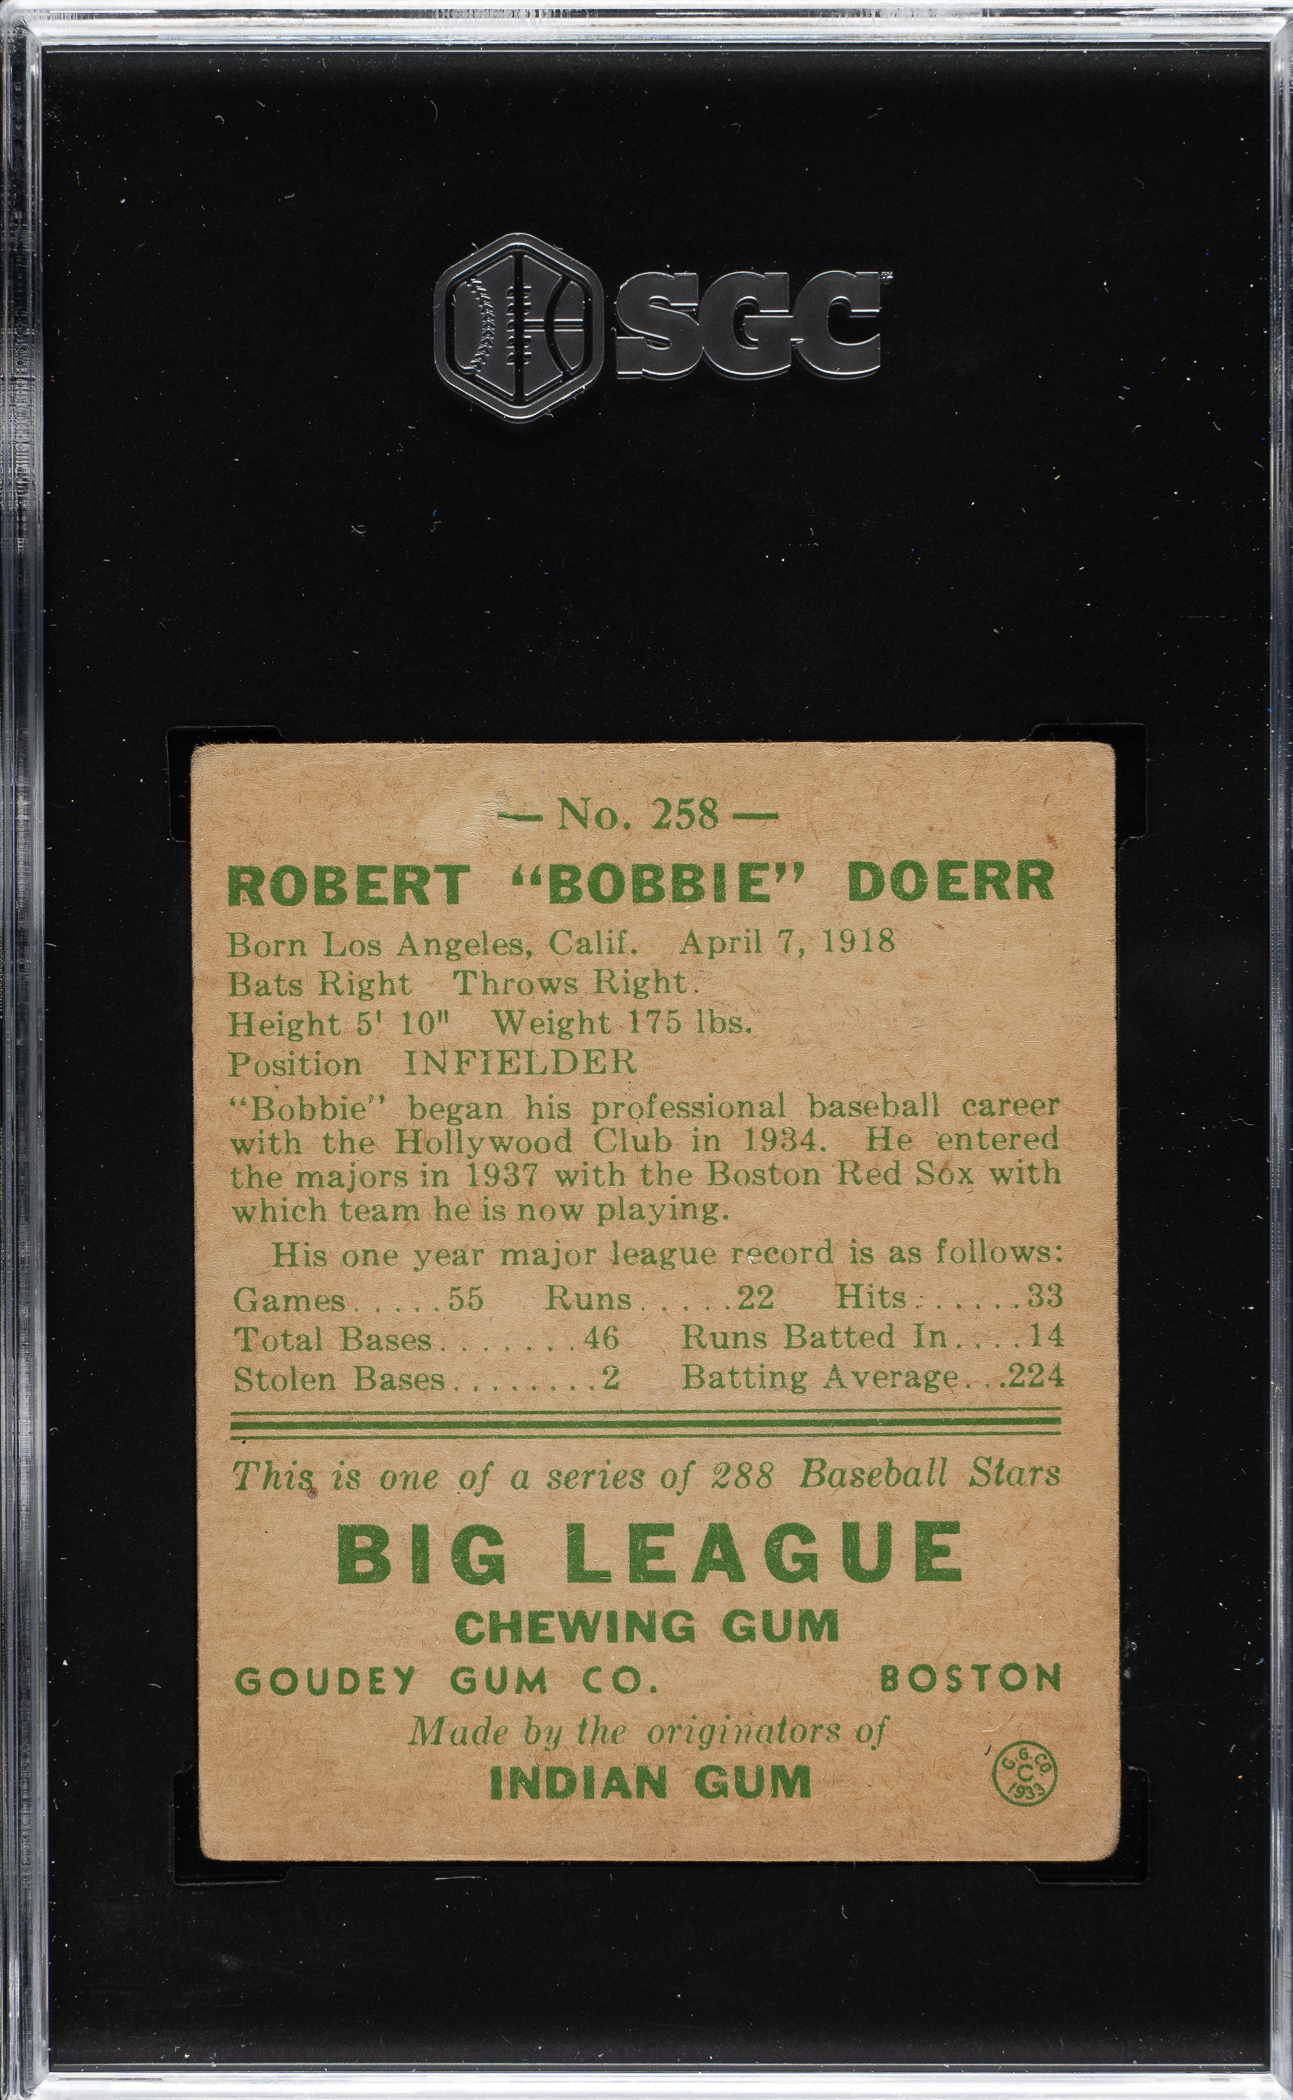 SGC™
— No. 258 —
ROBERT “BOBBIE” DOERR
Born Los Angeles, Calif. April 7, 1918
Bats Right Throws Right.
Height 5' 10" Weight 175 lbs.
Position INFIELDER
“Bobbie” began his professional baseball career
with the Hollywood Club in 1934. He entered
the majors in 1937 with the Boston Red Sox with
which team he is now playing.
His one year major league record is as follows:
Games.....55 Runs.....22 Hits.......33
Total Bases.......46 Runs Batted In....14
Stolen Bases........2 Batting Average...224
This is one of a series of 288 Baseball Stars
BIG LEAGUE
CHEWING GUM
GOUDEY GUM CO. BOSTON
Made by the originators of
INDIAN GUM
G.G.CO.
C
1933